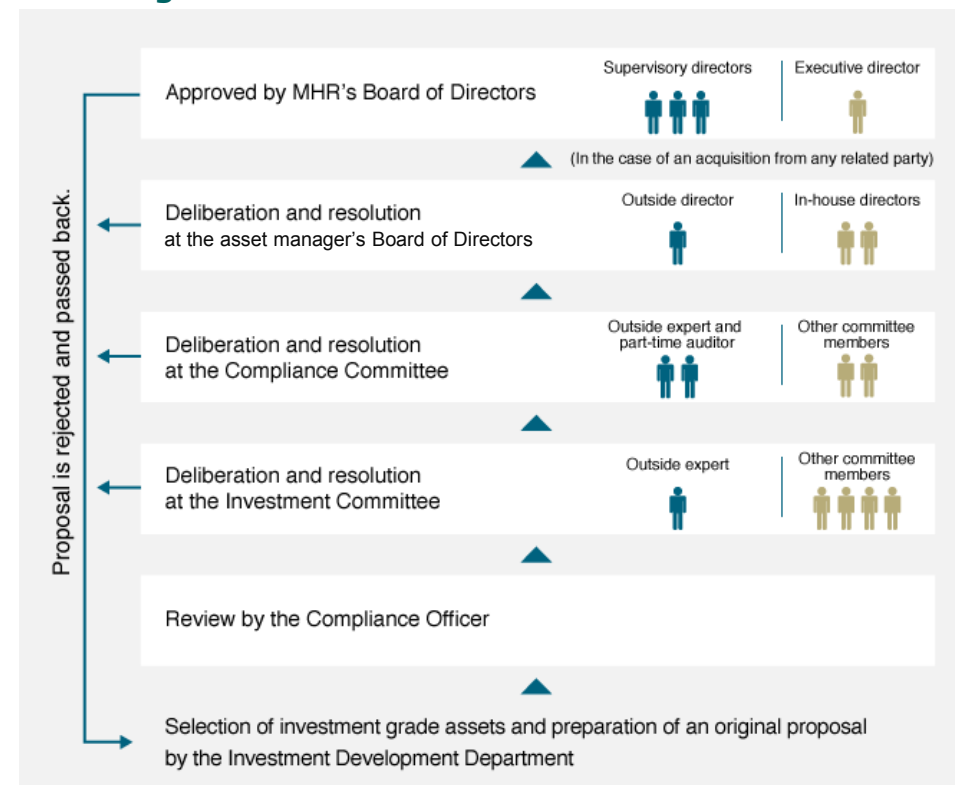 Supervisory directors
Executive director
Approved by MHR's Board of Directors
(In the case of an acquisition from any related party)
Outside director
In-house directors
Deliberation and resolution
at the asset manager's Board of Directors
Outside expert and
part-time auditor
Other committee
members
Deliberation and resolution
at the Compliance Committee
Outside expert
Other committee
members
Deliberation and resolution
at the Investment Committee
Review by the Compliance Officer
Selection of investment grade assets and preparation of an original proposal
by the Investment Development Department
Proposal is rejected and passed back.